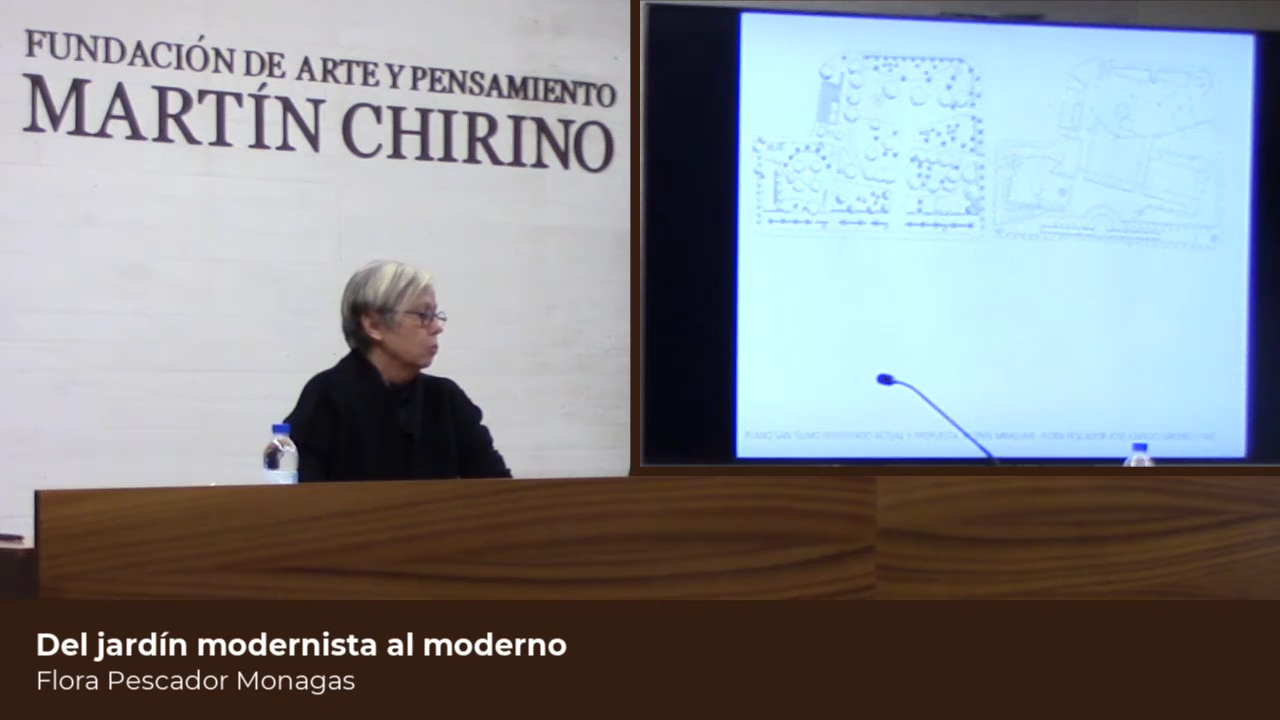 FUNDACIÓN DE ARTE Y PENSAMIENTO
MARTÍN CHIRINO
Del jardín modernista al moderno
Flora Pescador Monagas